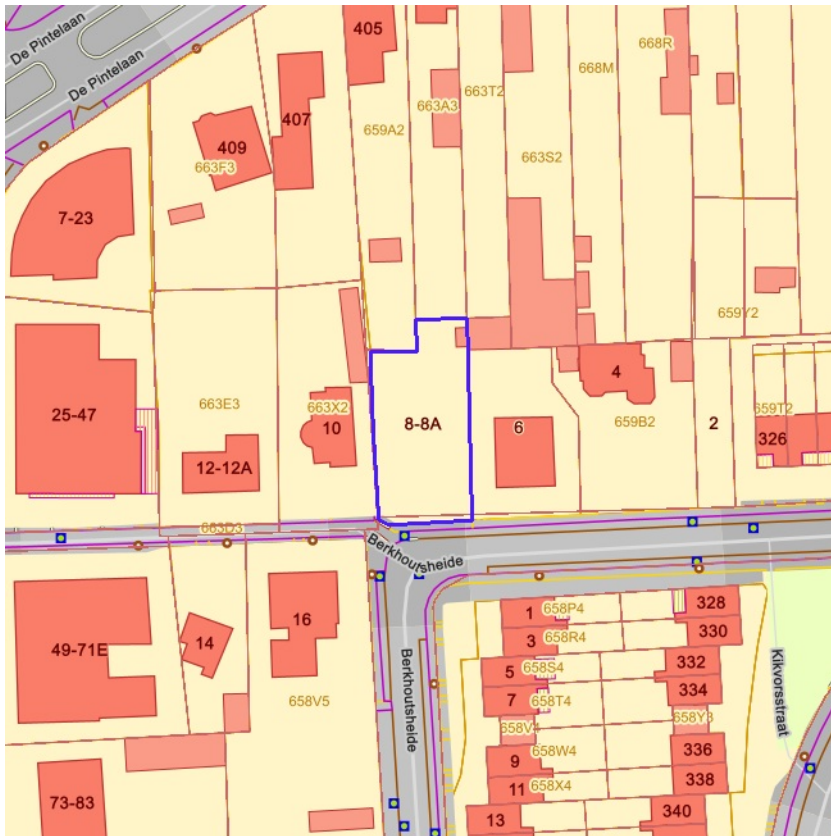 De Pintelaan
De Pintelaan
405
407
409
663F3
659A2
663A3
663T2
668M
668R
663S2
7-23
659Y2
25-47
663E3
663X2
10
12-12A
8-8A
6
4
659B2
2
659T2
326
663D3
Berkhoutsheide
49-71E
14
16
658V5
73-83
Berkhoutsheide
1
658P4
3
658R4
5
658S4
7
658T4
658V4
658W4
9
11
658X4
13
328
330
332
334
658Y3
336
338
340
Kikvorsstraat